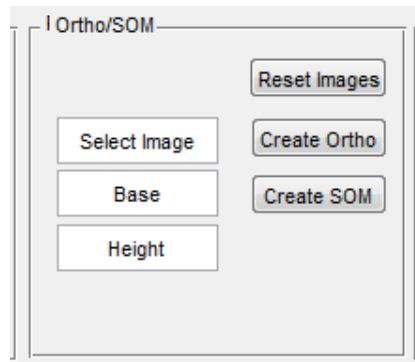 Ortho/SOM
Reset Images
Select Image
Create Ortho
Base
Create SOM
Height